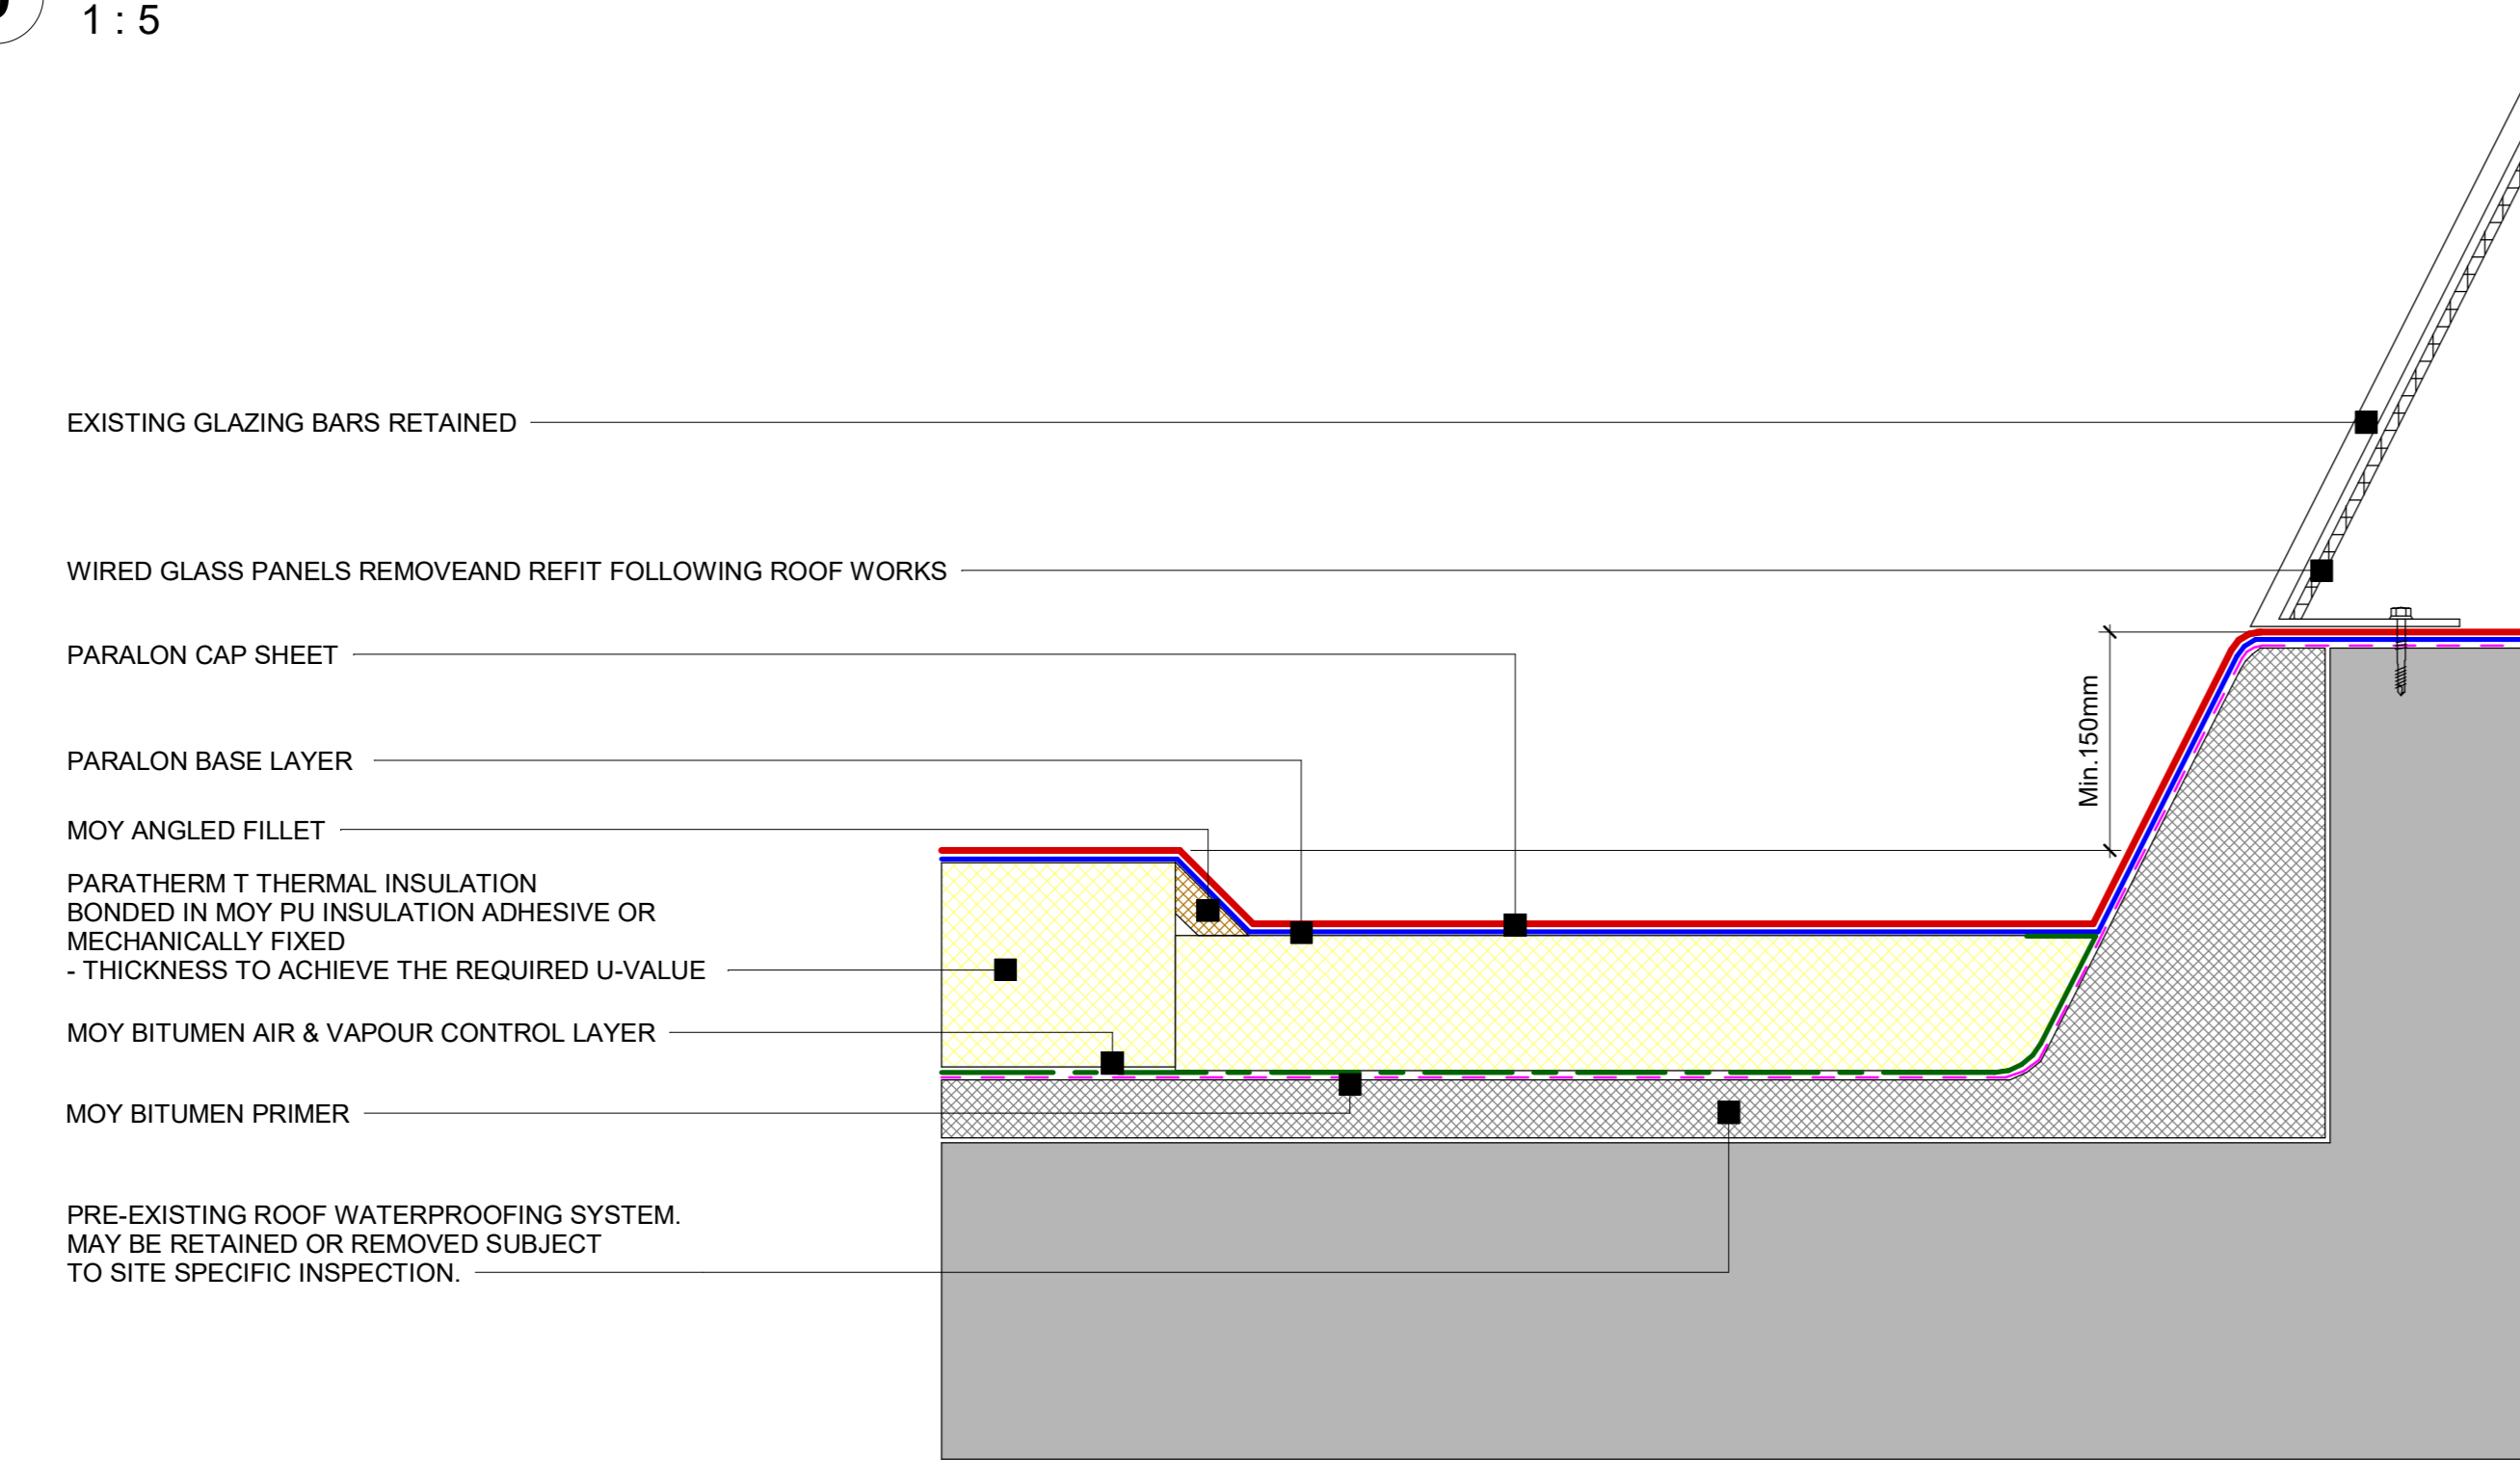 1 : 5
EXISTING GLAZING BARS RETAINED
WIRED GLASS PANELS REMOVEAND REFIT FOLLOWING ROOF WORKS
PARALON CAP SHEET
PARALON BASE LAYER
MOY ANGLED FILLET
PARATHERM T THERMAL INSULATION
BONDED IN MOY PU INSULATION ADHESIVE OR
MECHANICALLY FIXED
- THICKNESS TO ACHIEVE THE REQUIRED U-VALUE
MOY BITUMEN AIR & VAPOUR CONTROL LAYER
MOY BITUMEN PRIMER
PRE-EXISTING ROOF WATERPROOFING SYSTEM.
MAY BE RETAINED OR REMOVED SUBJECT
TO SITE SPECIFIC INSPECTION.
Min.150mm